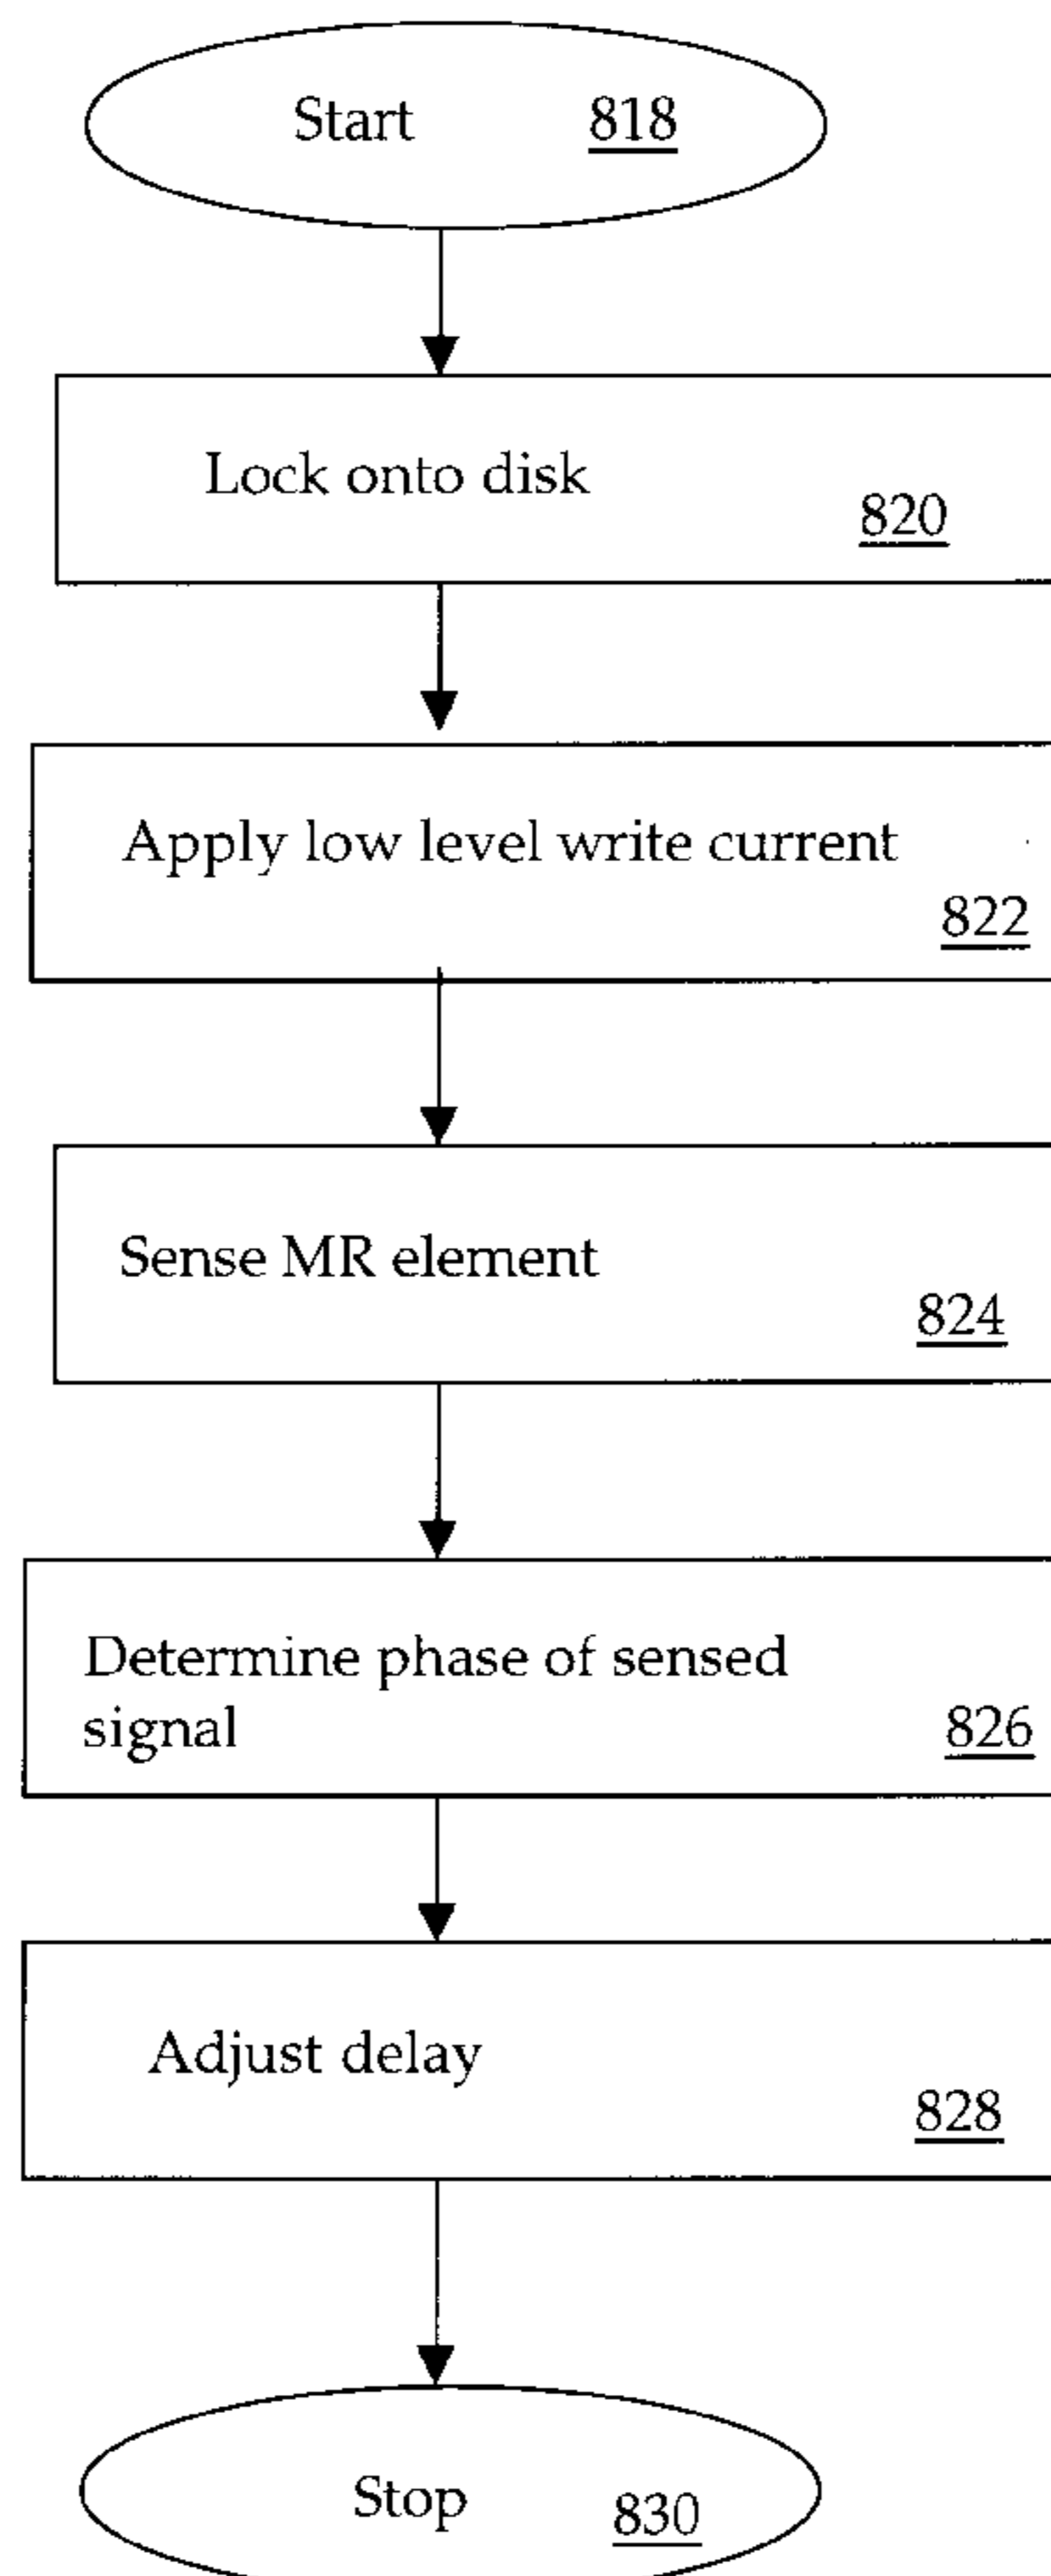 Start 818
Lock onto disk
820
Apply low level write current
822
Sense MR element
824
Determine phase of sensed
signal 826
Adjust delay
828
Stop 830